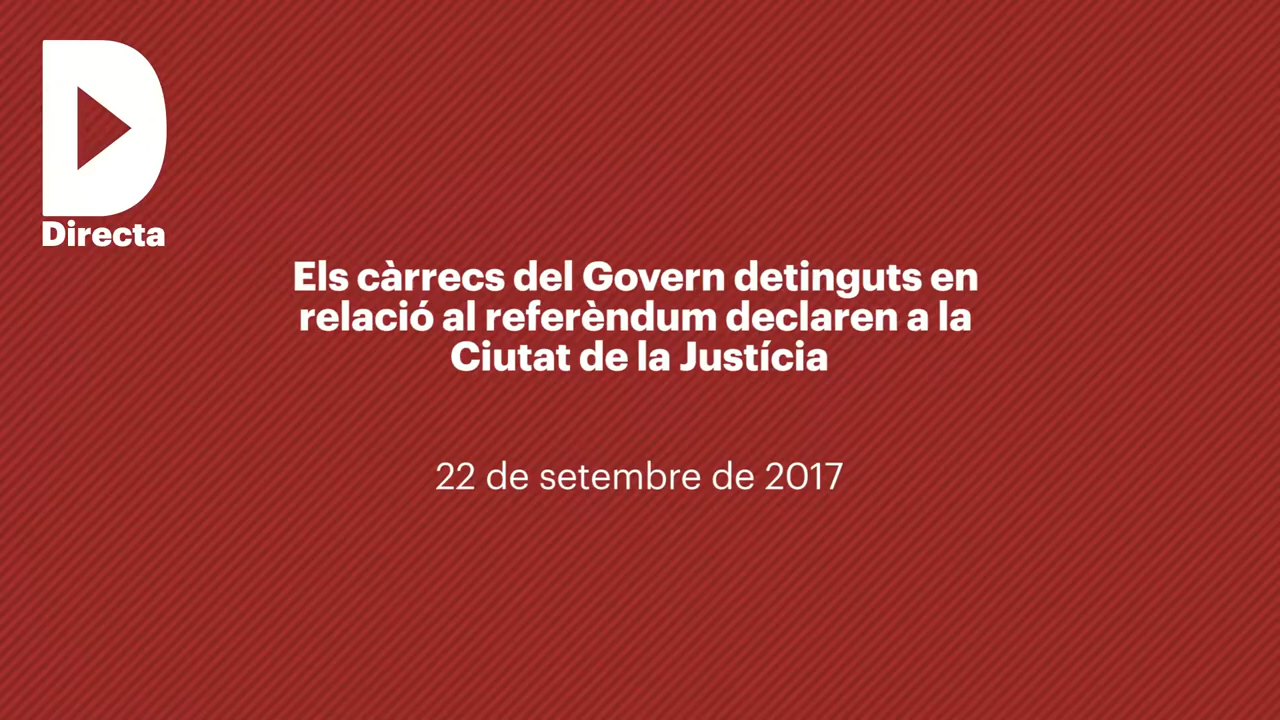 Directa
Els càrrecs del Govern detinguts en
relació al referèndum declaren a la
Ciutat de la Justícia
22 de setembre de 2017